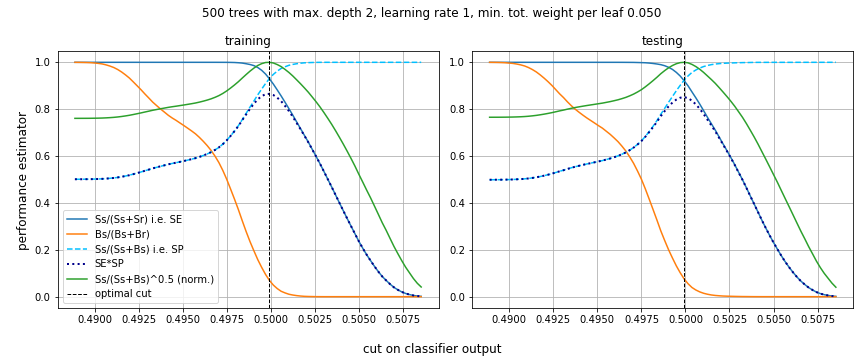 500 trees with max. depth 2, learning rate 1, min. tot. weight per leaf 0.050
training
testing
performance estimator
1.0
0.8
0.6
0.4
0.2
0.0
Ss/(Ss+Sr) i.e. SE
Bs/(Bs+Br)
Ss/(Ss+Bs) i.e. SP
SE*SP
Ss/(Ss+Bs)^0.5 (norm.)
optimal cut
0.4900 0.4925 0.4950 0.4975 0.5000 0.5025 0.5050 0.5075
1.0
0.8
0.6
0.4
0.2
0.0
0.4900 0.4925 0.4950 0.4975 0.5000 0.5025 0.5050 0.5075
cut on classifier output